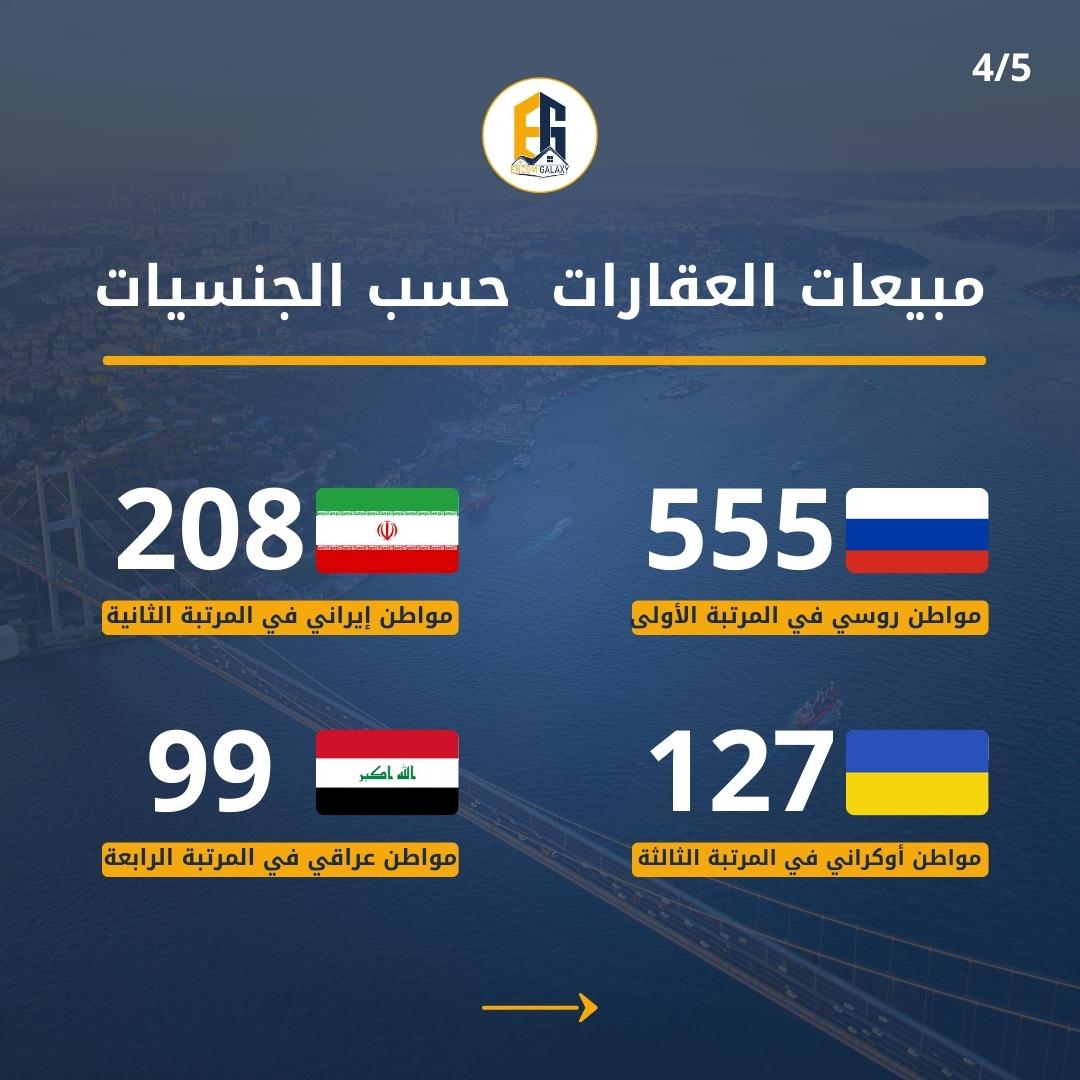 4/5
EG
ENCOM GALAXY
مبيعات العقارات حسب الجنسيات
555
مواطن روسي في المرتبة الأولى
208
مواطن إيراني في المرتبة الثانية
127
مواطن أوكراني في المرتبة الثالثة
99
الله اكبر
مواطن عراقي في المرتبة الرابعة